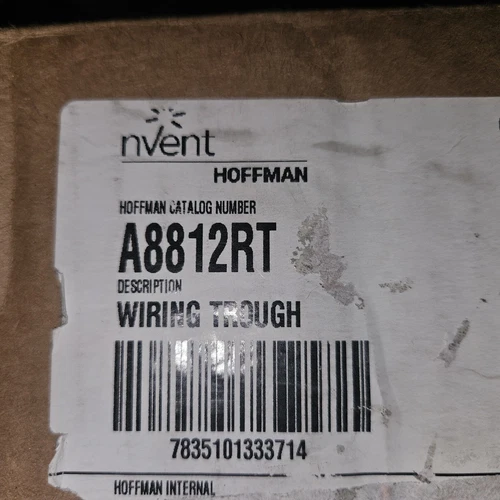 nVent
HOFFMAN
HOFFMAN CATALOG NUMBER
A8812RT
DESCRIPTION
WIRING TROUGH
7835101333714
HOFFMAN INTERNAL